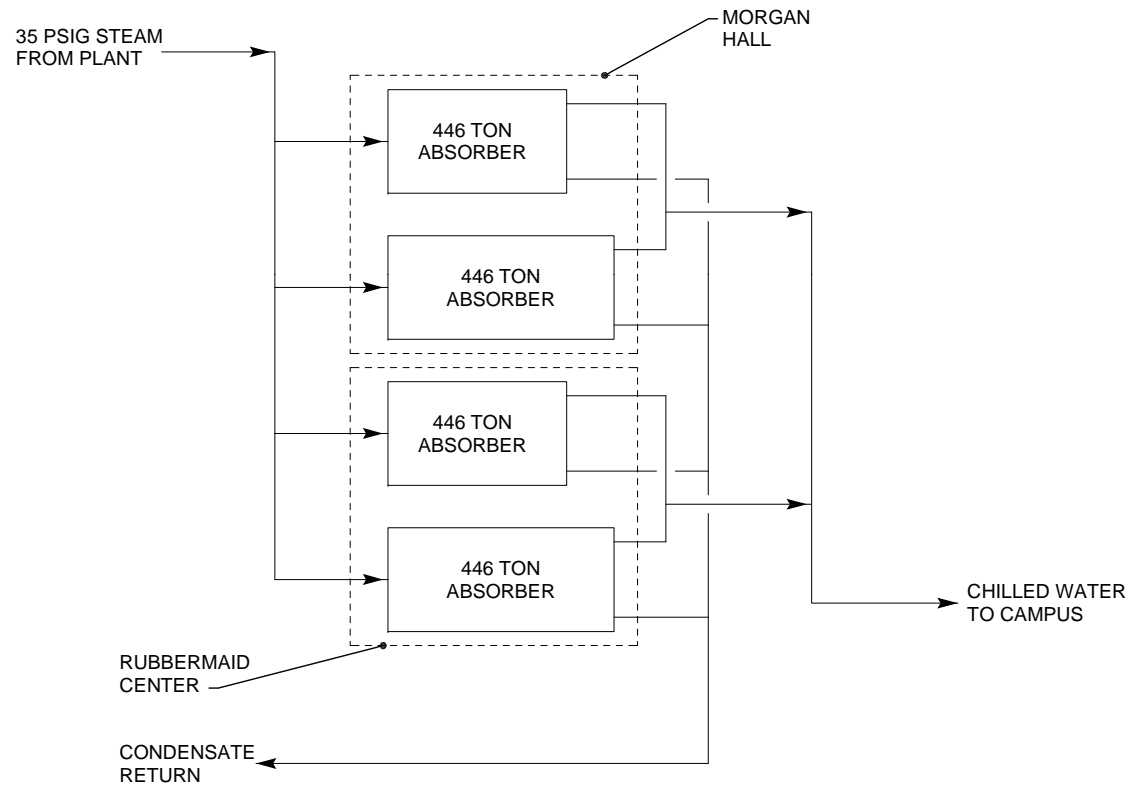 MORGAN
HALL
35 PSIG STEAM
FROM PLANT
446 TON
ABSORBER
446 TON
ABSORBER
446 TON
ABSORBER
446 TON
ABSORBER
CHILLED WATER
TO CAMPUS
RUBBERMAID
CENTER
CONDENSATE
RETURN